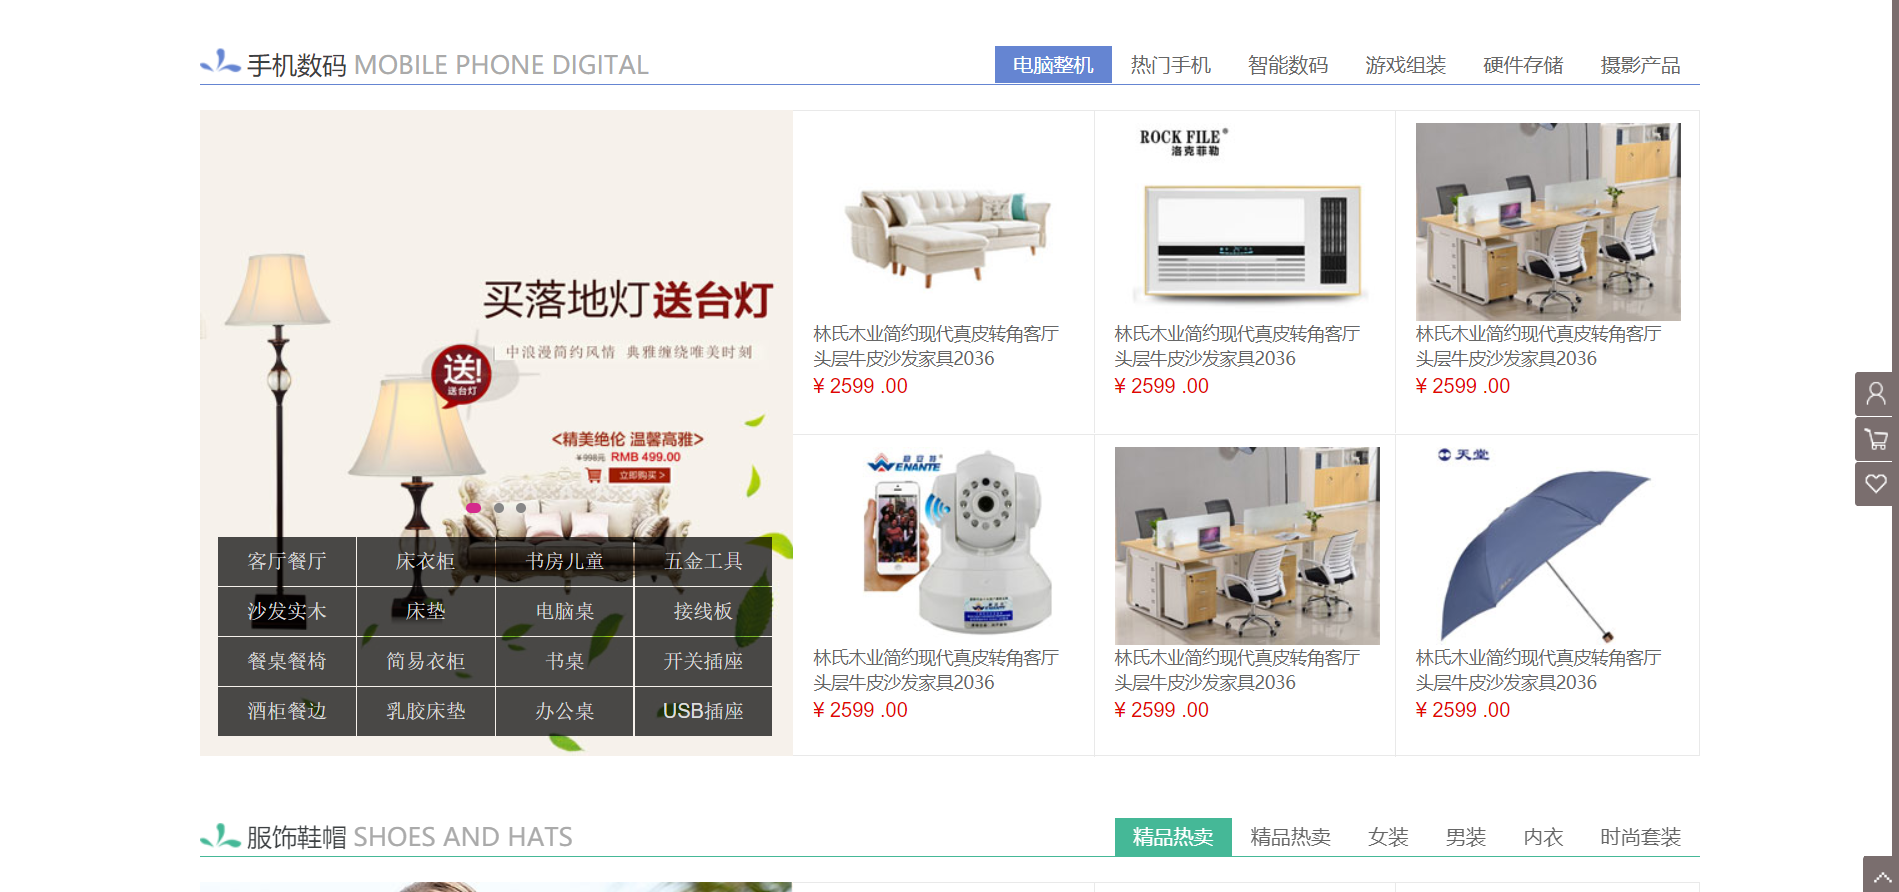 手机数码 MOBILE PHONE DIGITAL
电脑整机 热门手机 智能数码 游戏组装 硬件存储 摄影产品
买落地灯送台灯
中浪漫简约风情 典雅缠绕唯美时刻
送!
送台灯
<精美绝伦 温馨高雅>
¥998元 RMB 499.00
立即购买 >
客厅餐厅 床衣柜 书房儿童 五金工具
沙发实木 床垫 电脑桌 接线板
餐桌餐椅 简易衣柜 书桌 开关插座
酒柜餐边 乳胶床垫 办公桌 USB插座
林氏木业简约现代真皮转角客厅
头层牛皮沙发家具2036
¥ 2599 .00
ROCK FILE®
洛克菲勒
林氏木业简约现代真皮转角客厅
头层牛皮沙发家具2036
¥ 2599 .00
林氏木业简约现代真皮转角客厅
头层牛皮沙发家具2036
¥ 2599 .00
WENANTE
林氏木业简约现代真皮转角客厅
头层牛皮沙发家具2036
¥ 2599 .00
林氏木业简约现代真皮转角客厅
头层牛皮沙发家具2036
¥ 2599 .00
天堂
林氏木业简约现代真皮转角客厅
头层牛皮沙发家具2036
¥ 2599 .00
服饰鞋帽 SHOES AND HATS
精品热卖 精品热卖 女装 男装 内衣 时尚套装